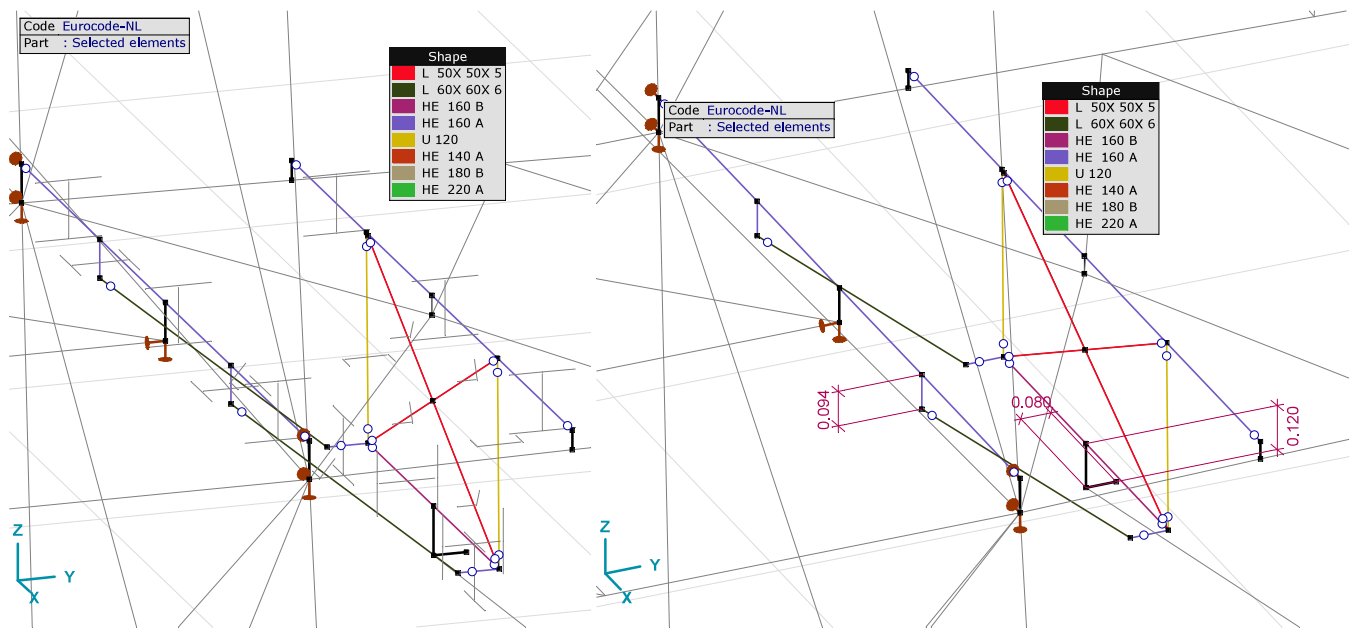 Code Eurocode-NL
Part : Selected elements
Shape
L 50X 50X 5
L 60X 60X 6
HE 160 B
HE 160 A
U 120
HE 140 A
HE 180 B
HE 220 A
Z
Y
X
Code Eurocode-NL
Part : Selected elements
Shape
L 50X 50X 5
L 60X 60X 6
HE 160 B
HE 160 A
U 120
HE 140 A
HE 180 B
HE 220 A
0.094
0.080
0.120
Z
Y
X